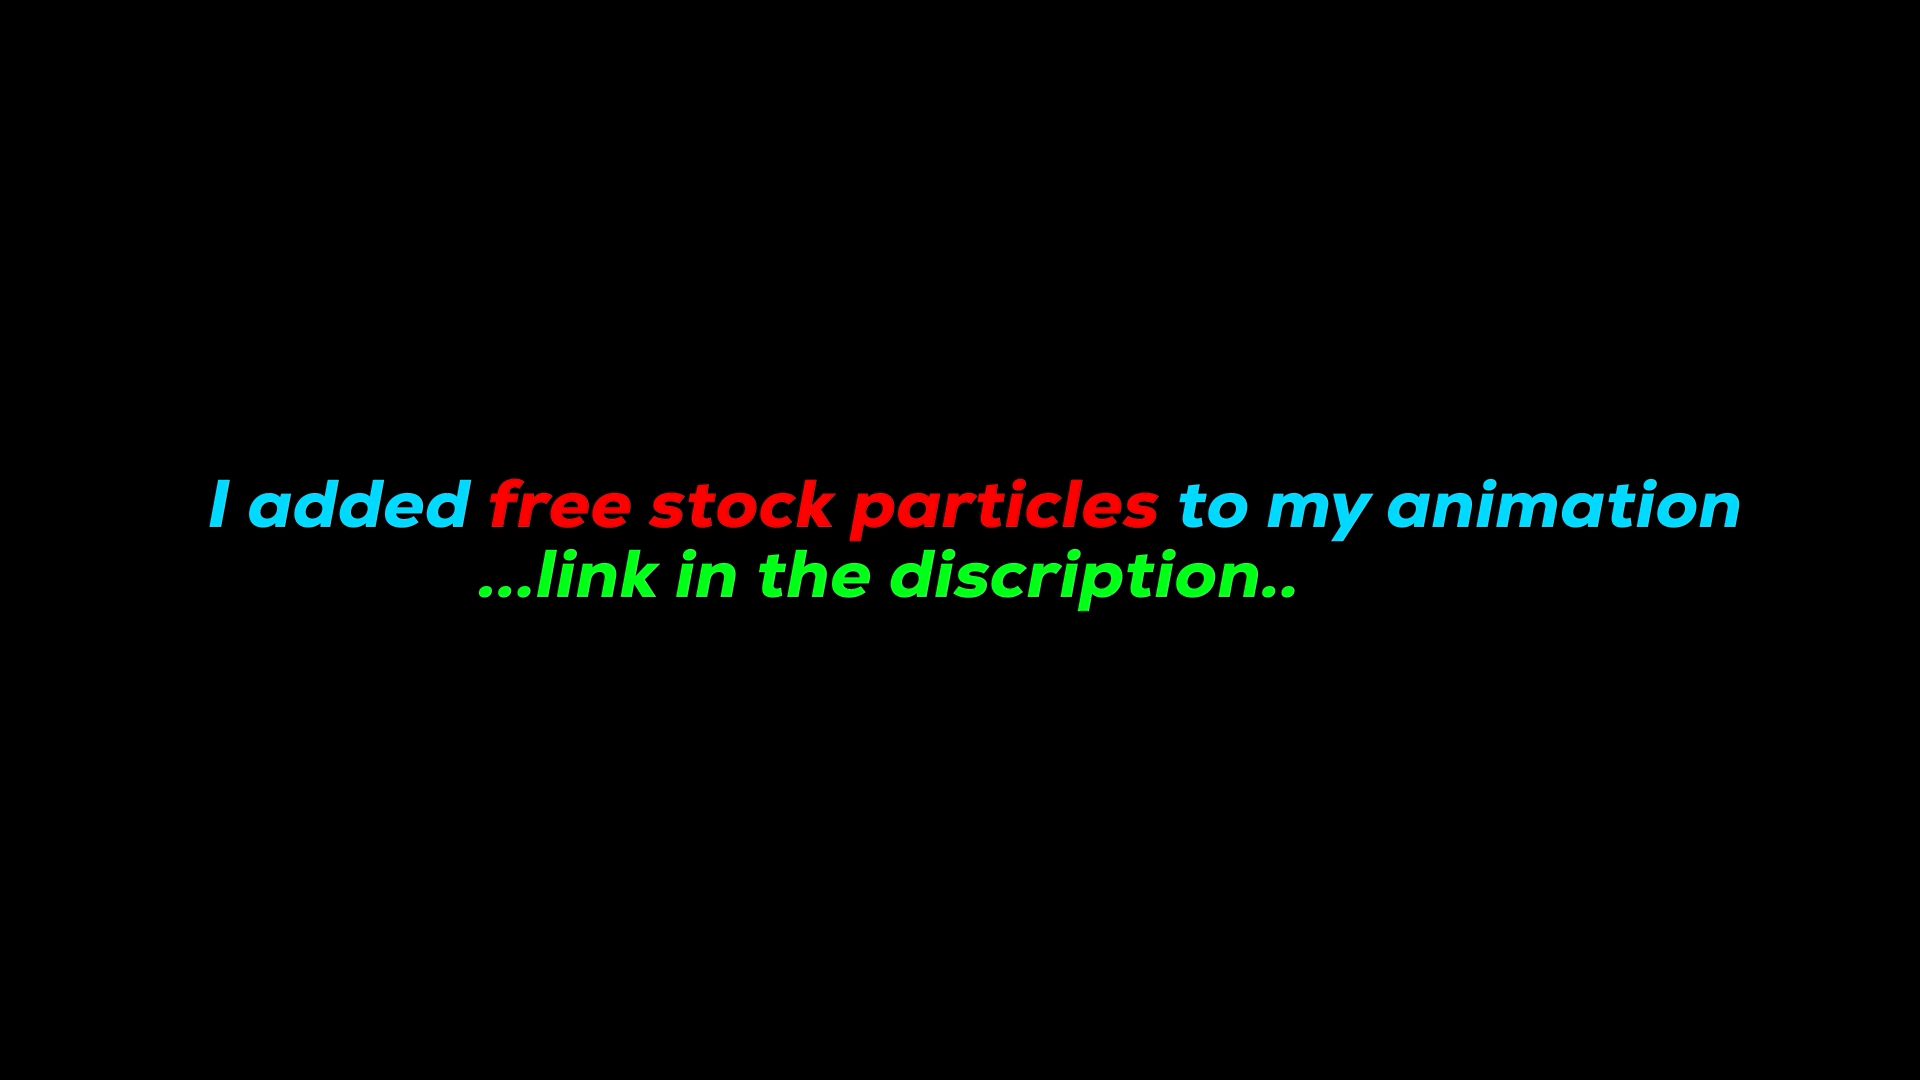 I added free stock particles to my animation
...link in the discription..